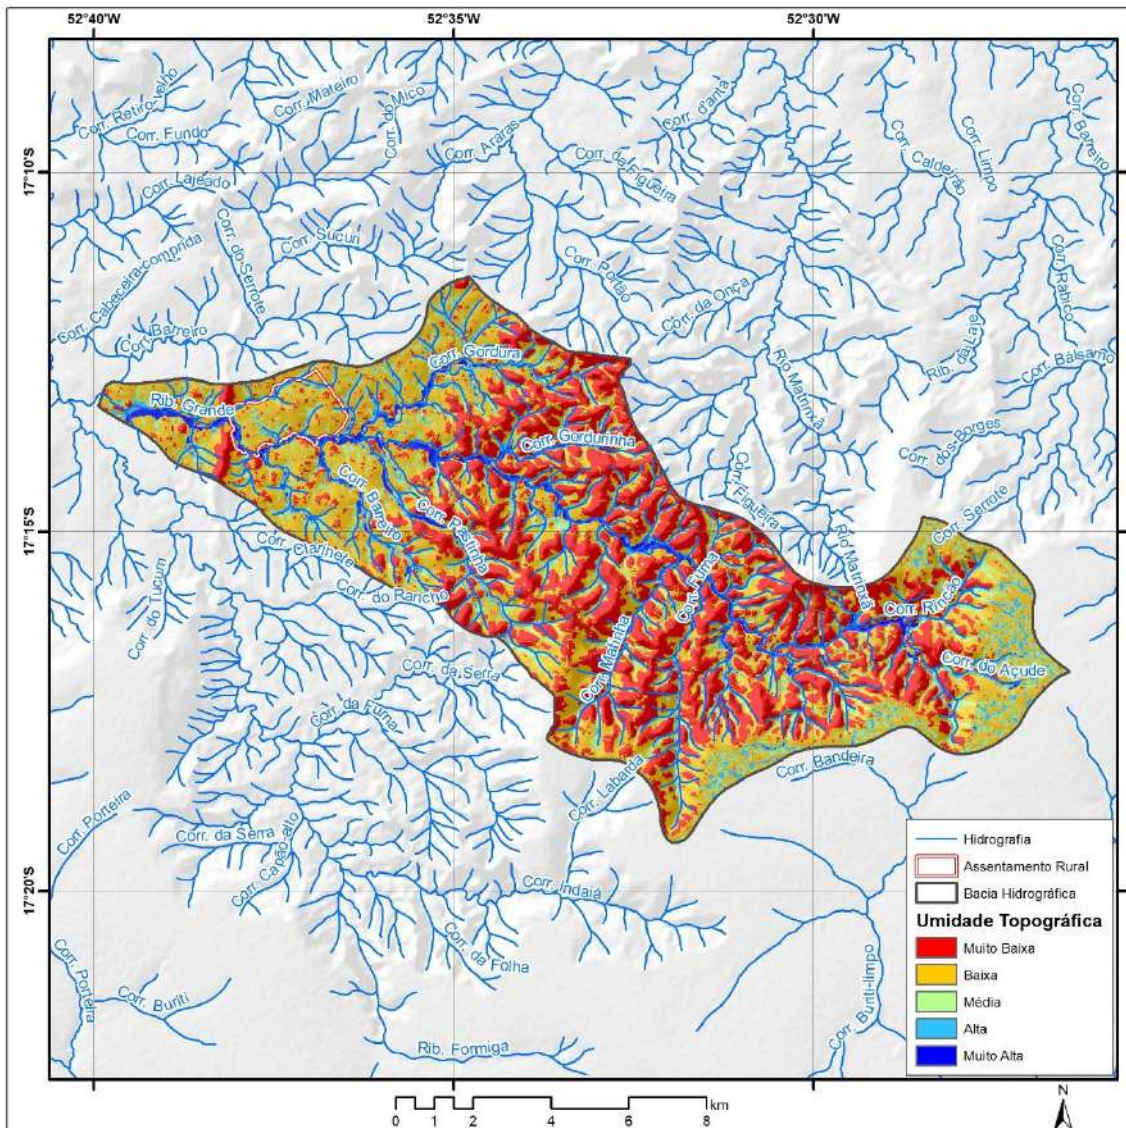 52°40'W 52°35'W 52°30'W
Corr. Retiro-velho
Corr. Mateiro
Corr. do Mico
Corr. d'anta
Corr. Barreiro
Corr. Fundo
Corr. Araras
Corr. da Figueira
Corr. Caldeirão
Corr. Limpo
17°10'S
Corr. Lajeado
Corr. Sucuri
Corr. do Serrote
Corr. Cabeceira-comprida
Corr. Portão
Corr. da Onça
Corr. Rabico
Corr. Barreiro
Corr. Gordura
Rio Matrinxã
Rib. da Laje
Corr. Bálsamo
Rib. Grande
Corr. Gordurinha
Corr. dos-Borges
Corr. Barreiro
Corr. Figueira
Corr. Serrote
17°15'S
Corr. Clarinete
Corr. do Tucum
Corr. do Rancho
Corr. Furna
Rio Matrinxã
Corr. Rincão
Corr. Matinha
Corr. da Serra
Corr. do Açude
Corr. da Furna
Corr. Labarda
Corr. Bandeira
Corr. Porteira
Corr. da Serra
Corr. Capão-alto
17°20'S
Corr. Indaiá
Corr. da Folha
Corr. Porteira
Corr. Buriti
Rib. Formiga
Corr. Buriti-limpo
Hidrografia
Assentamento Rural
Bacia Hidrográfica
Umidade Topográfica
Muito Baixa
Baixa
Média
Alta
Muito Alta
0 1 2 4 6 8 km
N